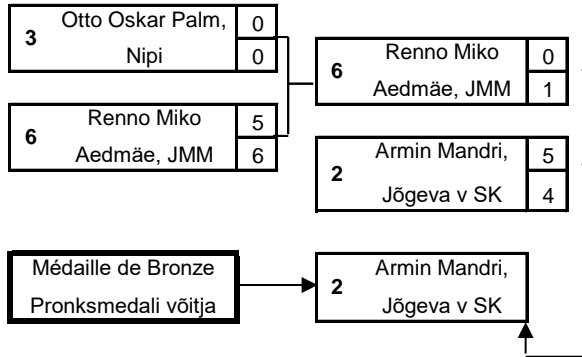 3 Otto Oskar Palm, 0
Nipi 0
6 Renno Miko 5
Aedmäe, JMM 6
6 Renno Miko 0
Aedmäe, JMM 1
2 Armin Mandri, 5
Jõgeva v SK 4
Médaille de Bronze
Pronksmedali võitja
2 Armin Mandri,
Jõgeva v SK